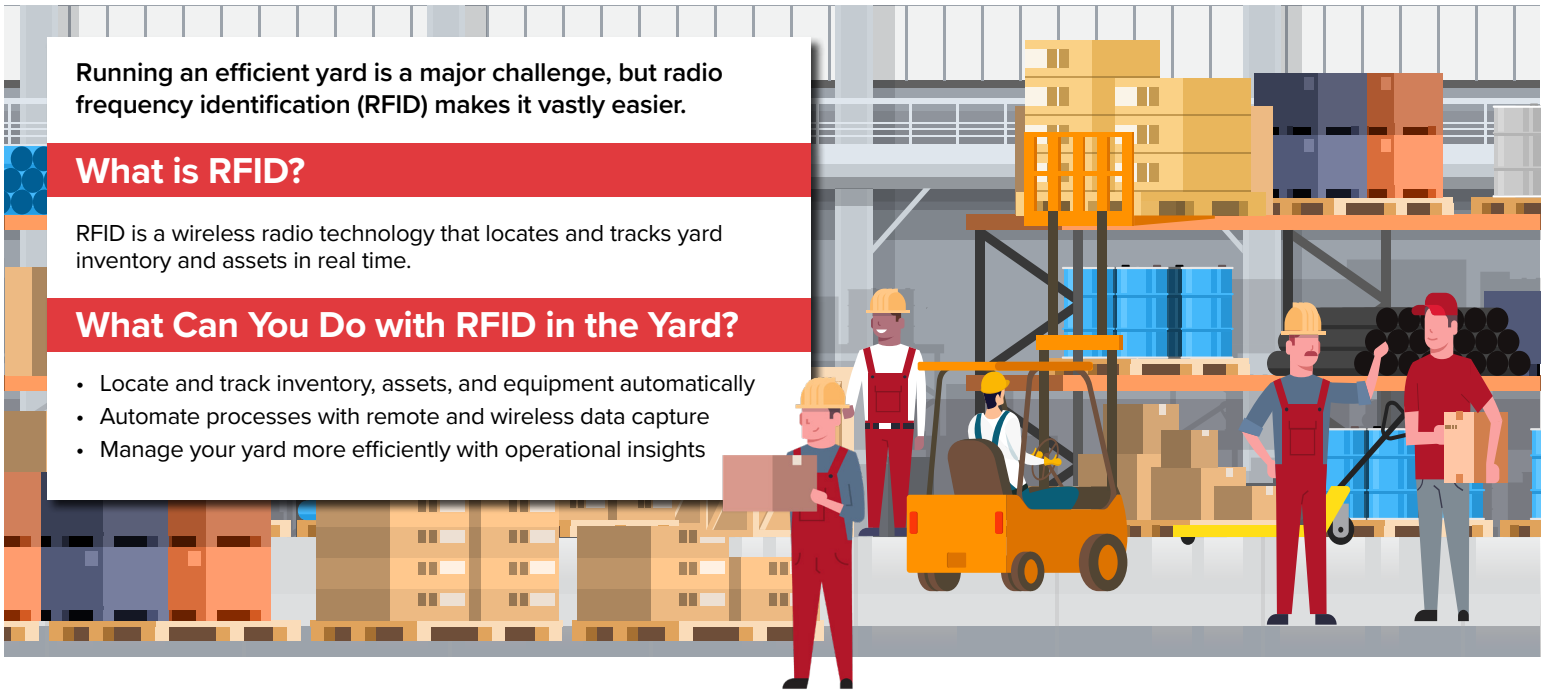 Running an efficient yard is a major challenge, but radio
frequency identification (RFID) makes it vastly easier.
What is RFID?
RFID is a wireless radio technology that locates and tracks yard
inventory and assets in real time.
What Can You Do with RFID in the Yard?
• Locate and track inventory, assets, and equipment automatically
• Automate processes with remote and wireless data capture
• Manage your yard more efficiently with operational insights